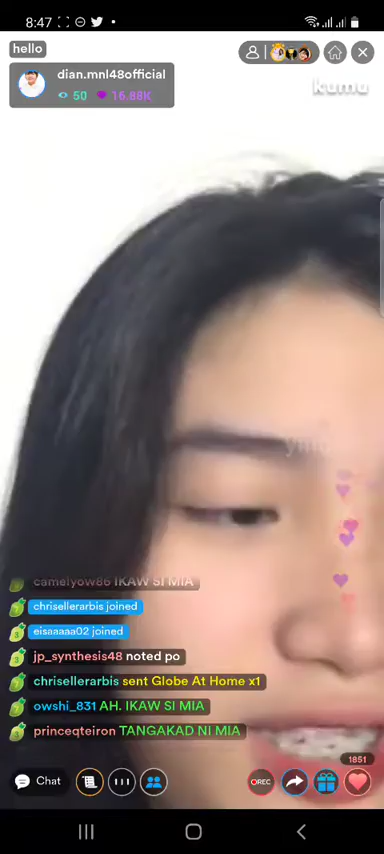 8:47
hello
dian.mnl48official
50 16.88K
kumu
camelyow86 IKAW SI MIA
chrisellerarbis joined
eisaaaaa02 joined
jp_synthesis48 noted po
chrisellerarbis sent Globe At Home x1
owshi_831 AH. IKAW SI MIA
princeqteiron TANGAKAD NI MIA
1851
Chat
REC